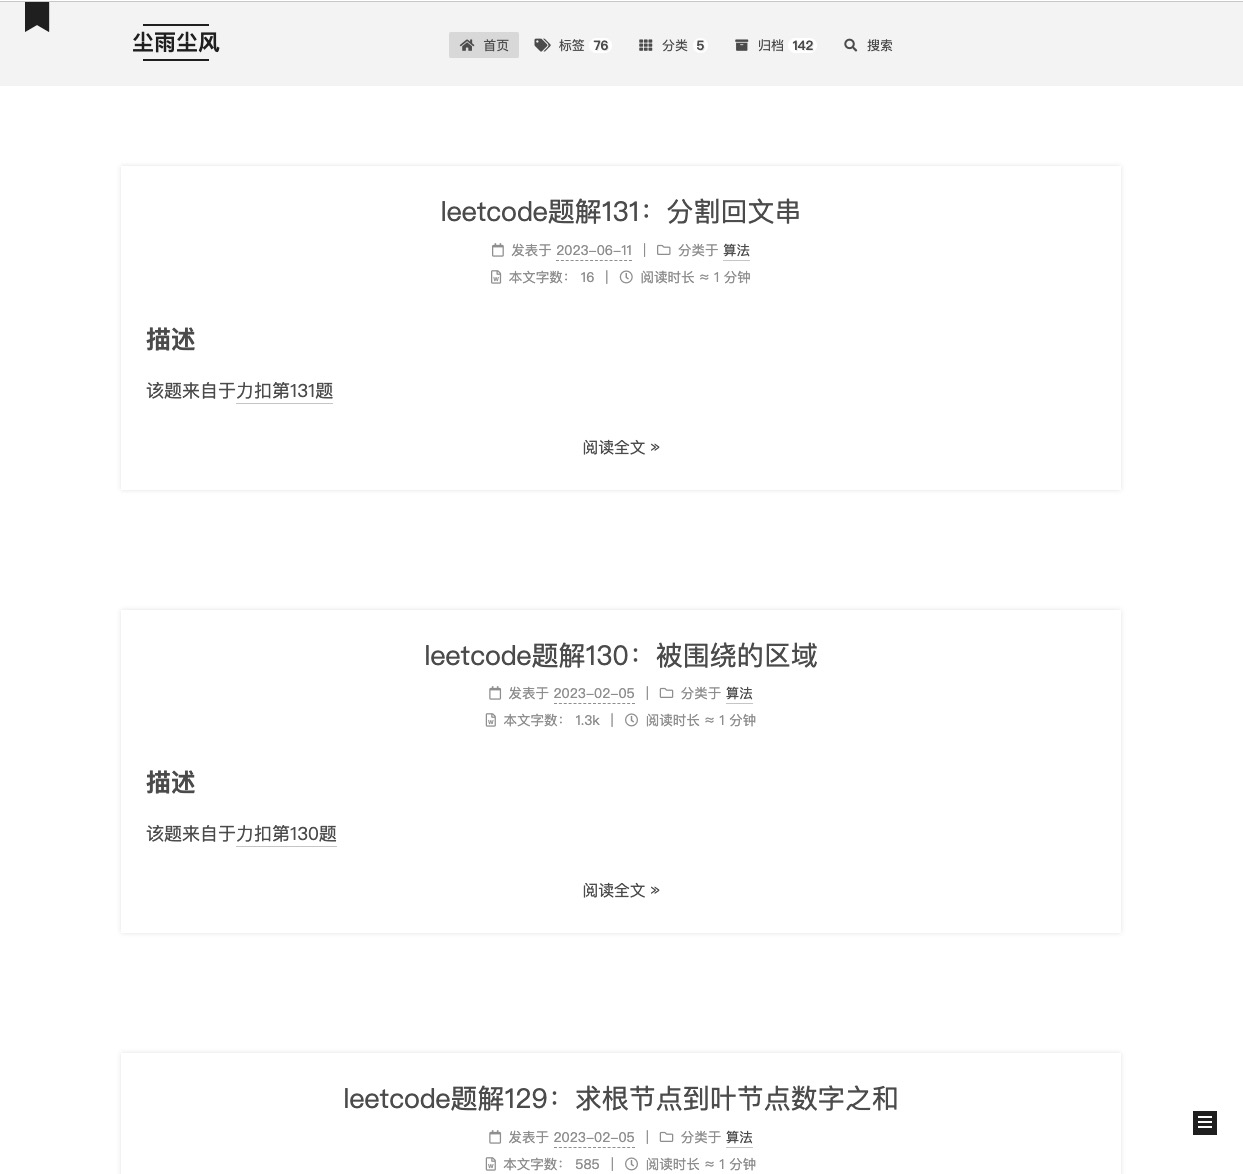 尘雨尘风
首页 标签 76 分类 5 归档 142 搜索
leetcode题解131：分割回文串
发表于 2023-06-11 | 分类于 算法
本文字数： 16 | 阅读时长 ≈ 1 分钟
描述
该题来自于力扣第131题
阅读全文 »
leetcode题解130：被围绕的区域
发表于 2023-02-05 | 分类于 算法
本文字数： 1.3k | 阅读时长 ≈ 1 分钟
描述
该题来自于力扣第130题
阅读全文 »
leetcode题解129：求根节点到叶节点数字之和
发表于 2023-02-05 | 分类于 算法
本文字数： 585 | 阅读时长 ≈ 1 分钟